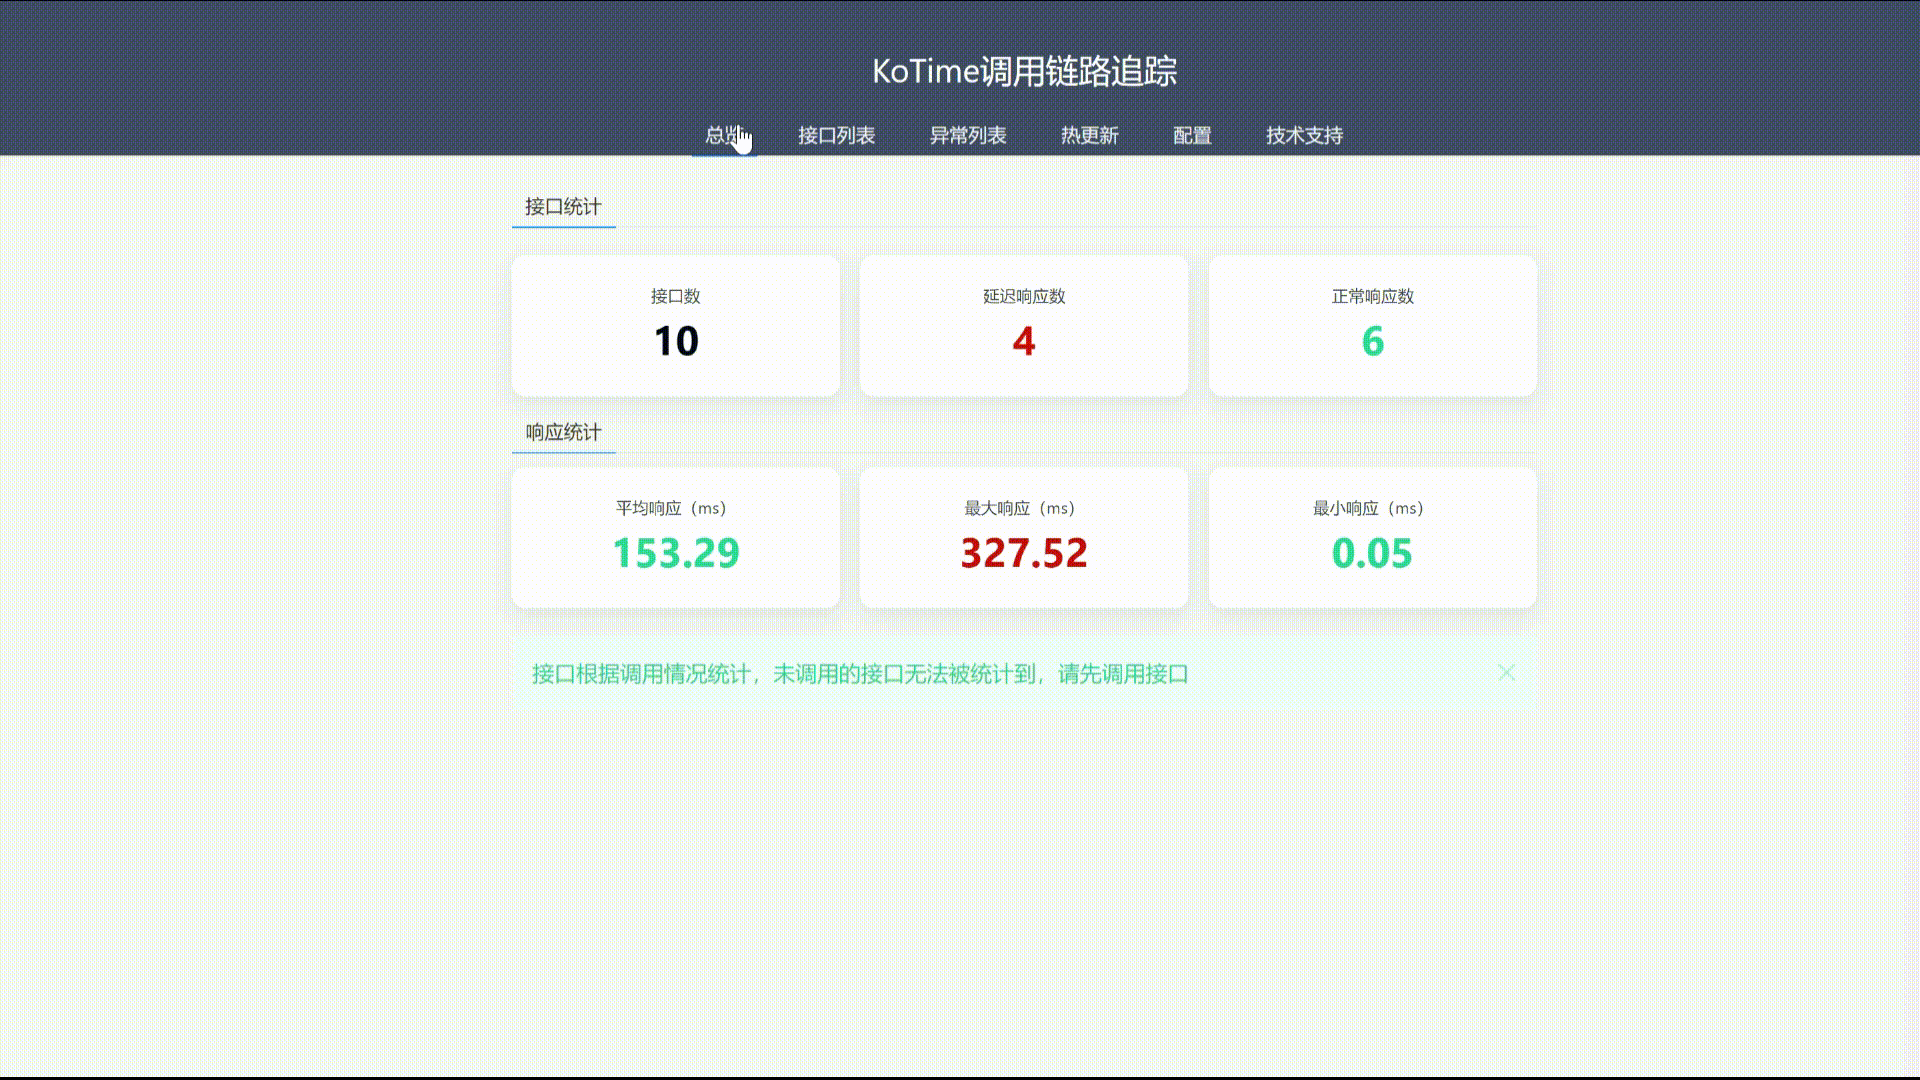 KoTime调用链路追踪
总览 接口列表 异常列表 热更新 配置 技术支持
接口统计
接口数 延迟响应数 正常响应数
10 4 6
响应统计
平均响应（ms） 最大响应（ms） 最小响应（ms）
153.29 327.52 0.05
接口根据调用情况统计，未调用的接口无法被统计到，请先调用接口